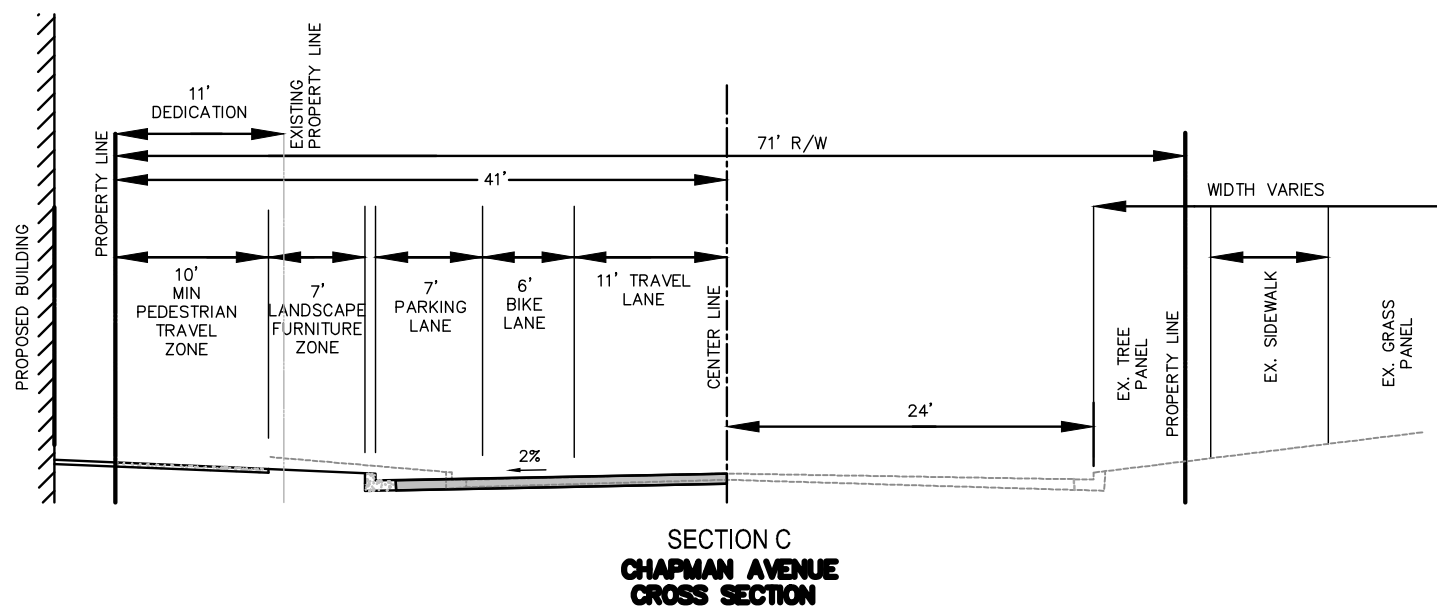 PROPOSED BUILDING
PROPERTY LINE
11'
DEDICATION
EXISTING
PROPERTY LINE
71' R/W
41'
WIDTH VARIES
10'
MIN
PEDESTRIAN
TRAVEL
ZONE
7'
LANDSCAPE
FURNITURE
ZONE
7'
PARKING
LANE
6'
BIKE
LANE
11' TRAVEL
LANE
CENTER LINE
24'
EX. TREE
PANEL
PROPERTY LINE
EX. SIDEWALK
EX. GRASS
PANEL
2%
SECTION C
CHAPMAN AVENUE
CROSS SECTION